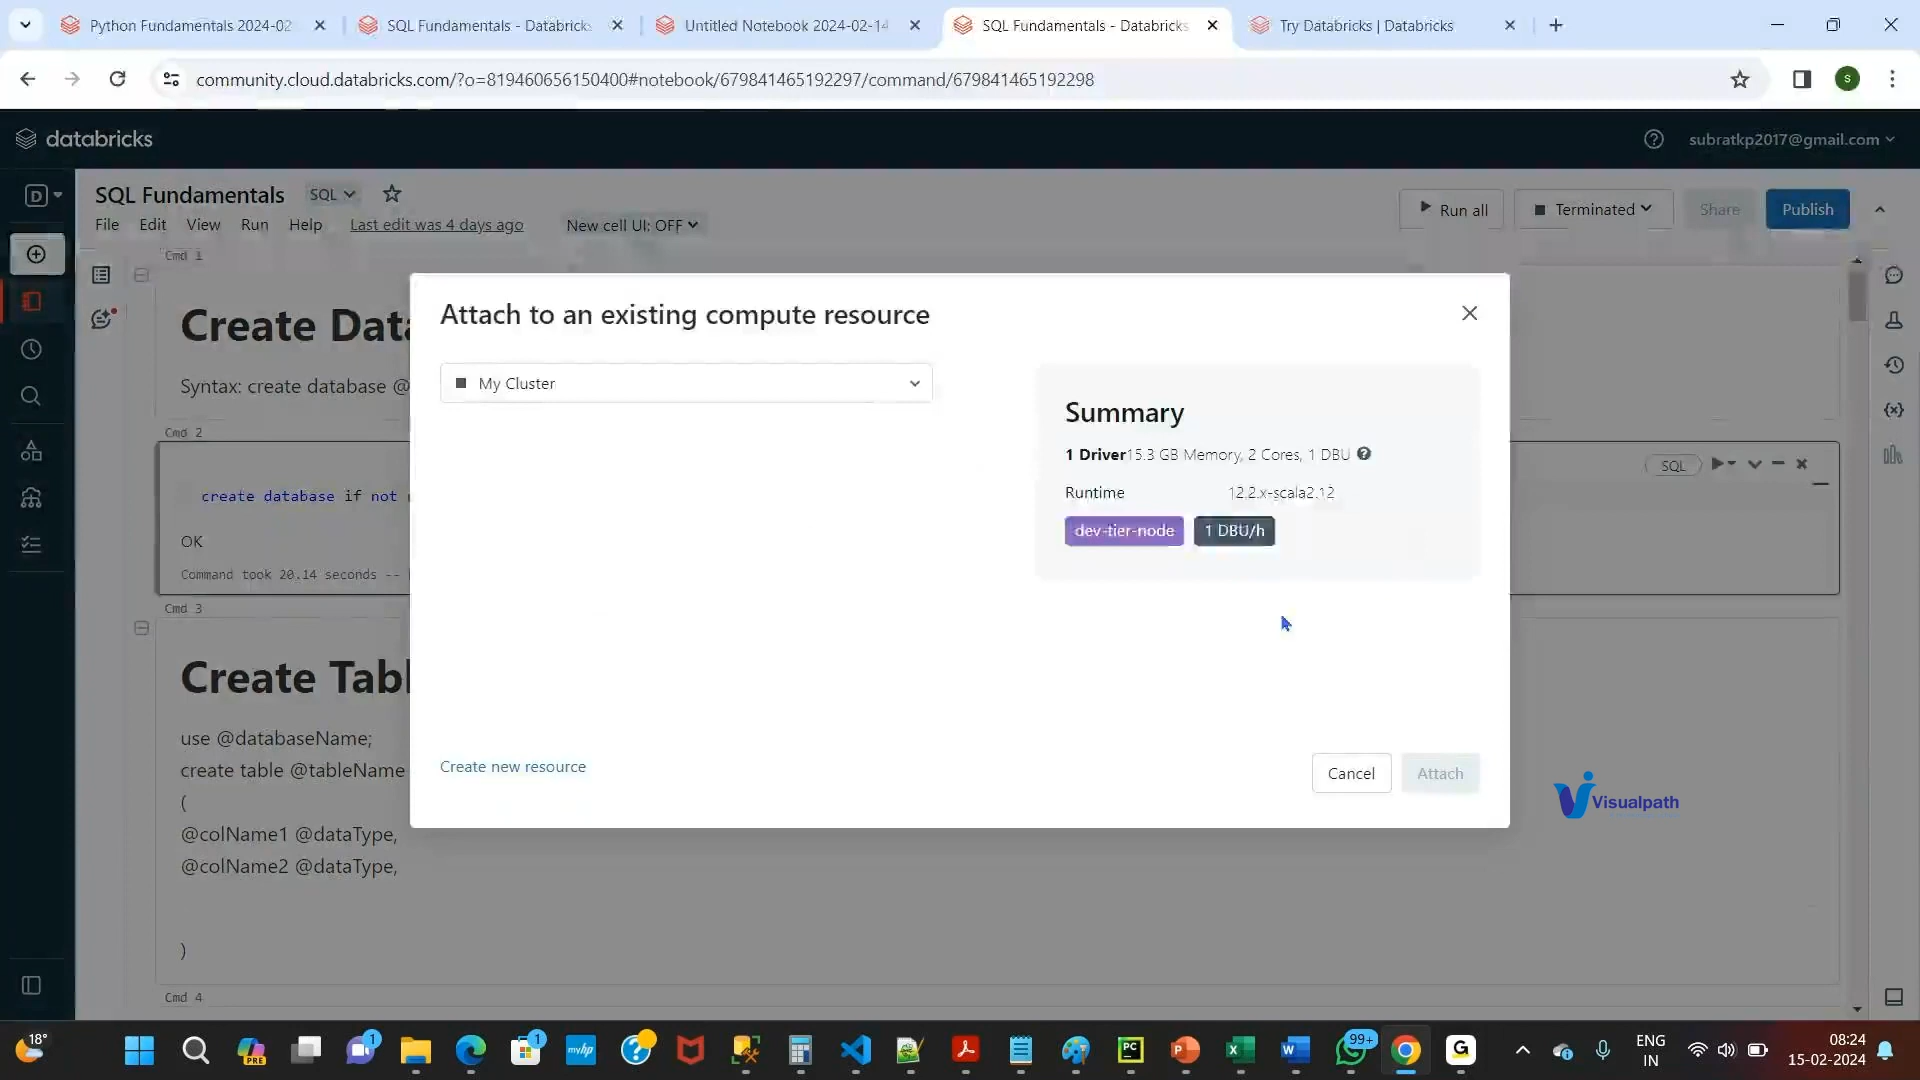 Python Fundamentals 2024-02
SQL Fundamentals - Databricks
Untitled Notebook 2024-02-14
SQL Fundamentals - Databricks
Try Databricks | Databricks
community.cloud.databricks.com/?o=819460656150400#notebook/679841465192297/command/679841465192298
S
databricks
subratkp2017@gmail.com
D
SQL Fundamentals
SQL
Run all
Terminated
Share
Publish
File Edit View Run Help Last edit was 4 days ago New cell UI: OFF
Cmd 1
Create Dat
Syntax: create database @
Cmd 2
SQL
create database if not
OK
Command took 20.14 seconds --
Cmd 3
Create Tabl
use @databaseName;
create table @tableName
(
@colName1 @dataType,
@colName2 @dataType,
)
Cmd 4
Attach to an existing compute resource
My Cluster
Summary
1 Driver 15.3 GB Memory, 2 Cores, 1 DBU
Runtime 12.2.x-scala2.12
dev-tier-node 1 DBU/h
Create new resource
Cancel
Attach
Visualpath
18°
PRE
1
1
myhp
PC
99+
G
ENG
IN
08:24
15-02-2024